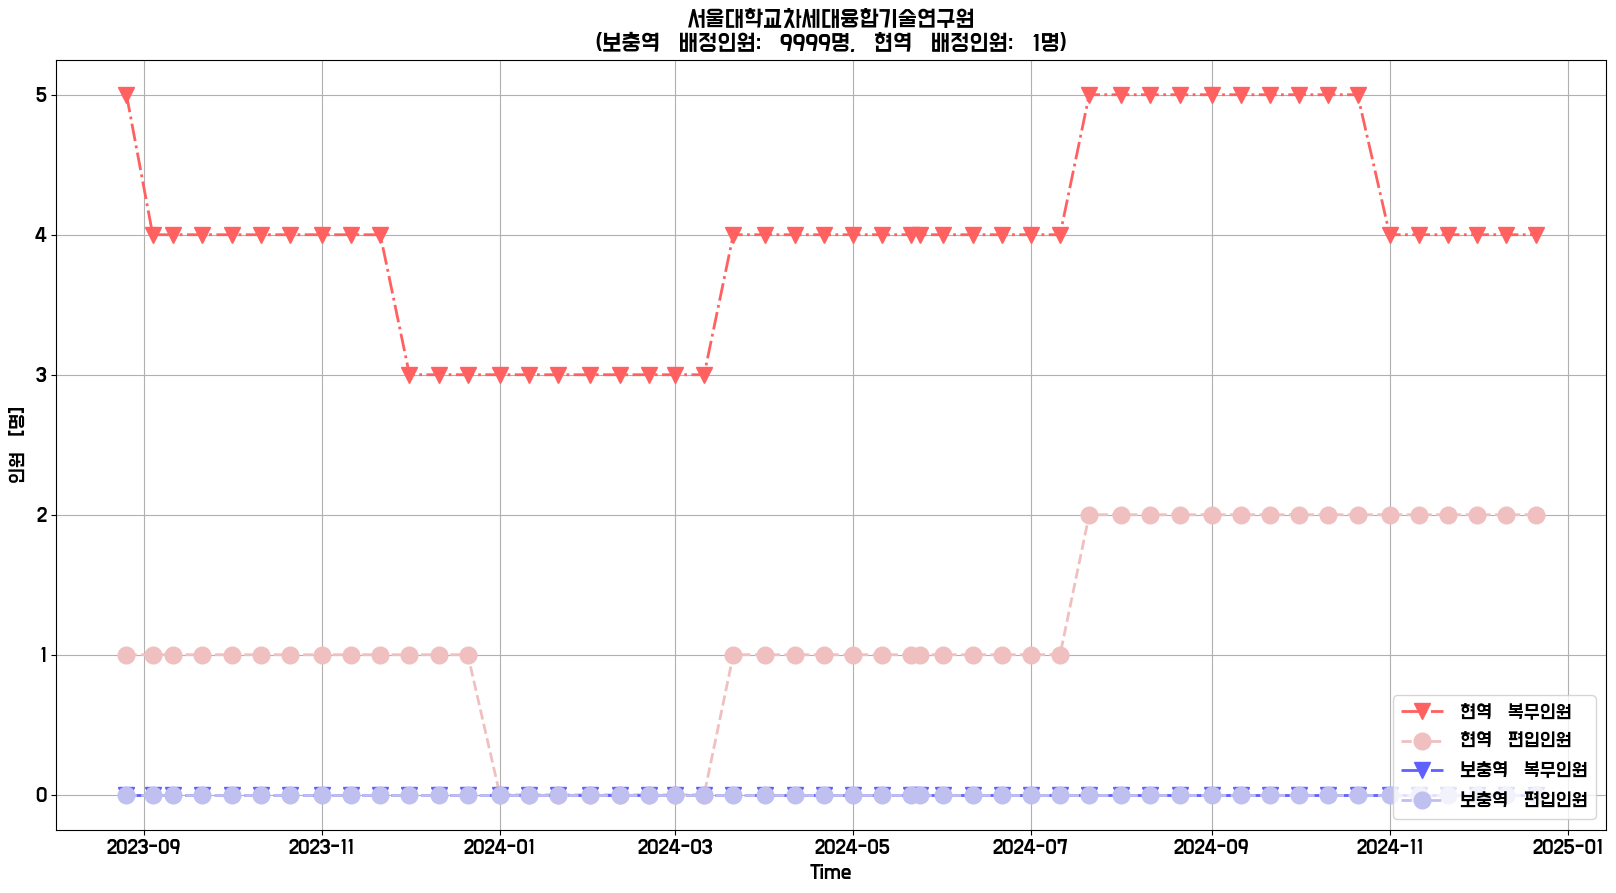 서울대학교차세대융합기술연구원
(보충역 배정인원: 9999명, 현역 배정인원: 1명)
인원 [명]
5
4
3
2
1
0
현역 복무인원
현역 편입인원
보충역 복무인원
보충역 편입인원
2023-09
2023-11
2024-01
2024-03
2024-05
2024-07
2024-09
2024-11
2025-01
Time